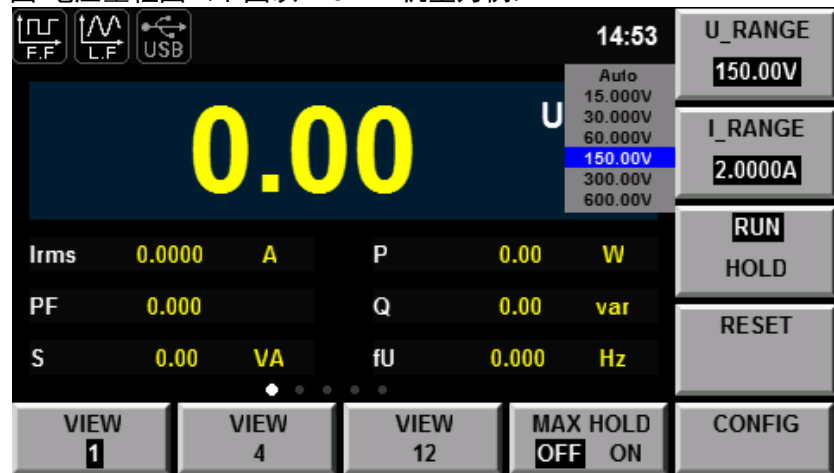 F.F L.F USB 14:53
U_RANGE
150.00V
Auto
15.000V
30.000V
60.000V
150.00V
300.00V
600.00V
0.00 U
I_RANGE
2.0000A
RUN
HOLD
RESET
Irms 0.0000 A P 0.00 W
PF 0.000 Q 0.00 var
S 0.00 VA fU 0.000 Hz
VIEW
1
VIEW
4
VIEW
12
MAX HOLD
OFF ON
CONFIG